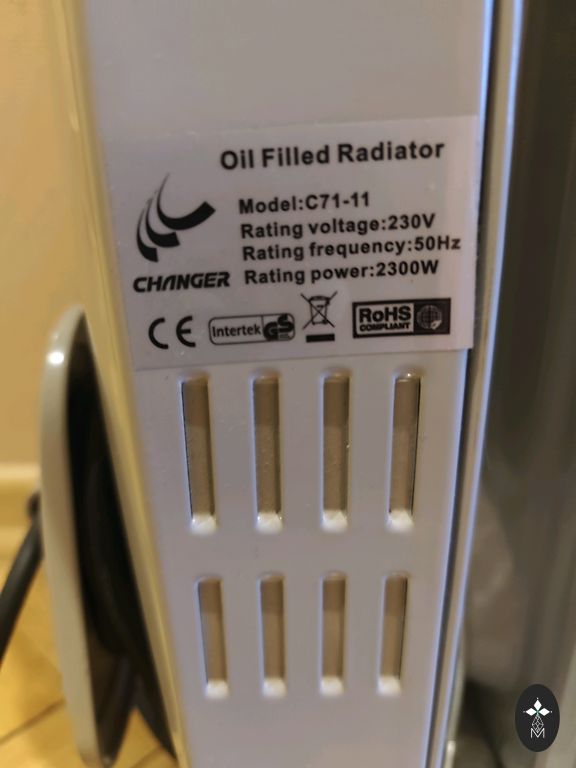 Oil Filled Radiator
Model:C71-11
Rating voltage:230V
Rating frequency:50Hz
CHANGER
Rating power:2300W
CE
Intertek GS
RoHS
COMPLIANT
M